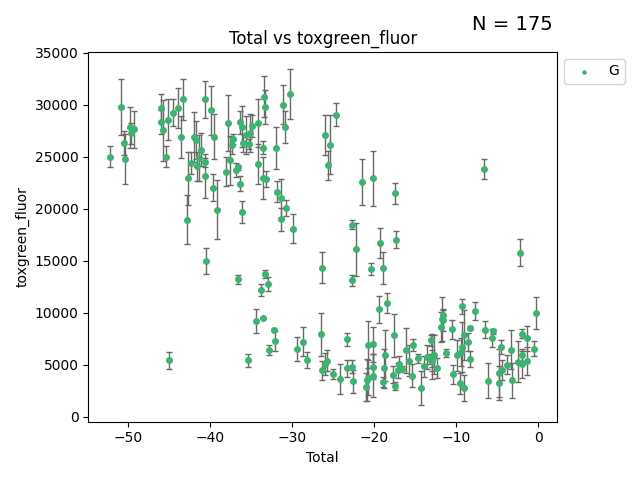 N = 175
Total vs toxgreen_fluor
G
toxgreen_fluor
35000
30000
25000
20000
15000
10000
5000
0
−50 −40 −30 −20 −10 0
Total